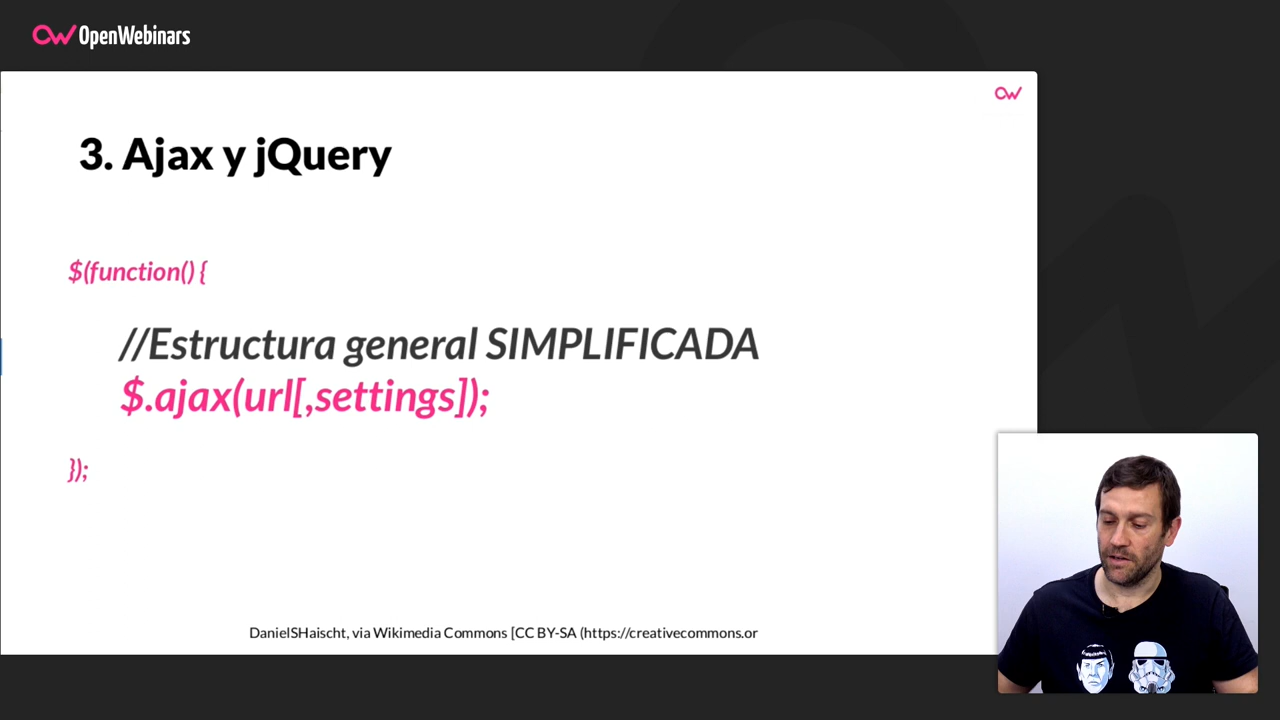 OpenWebinars
3. Ajax y jQuery
$(function() {
//Estructura general SIMPLIFICADA
$.ajax(url[,settings]);
});
DanielSHaischt, via Wikimedia Commons [CC BY-SA (https://creativecommons.or